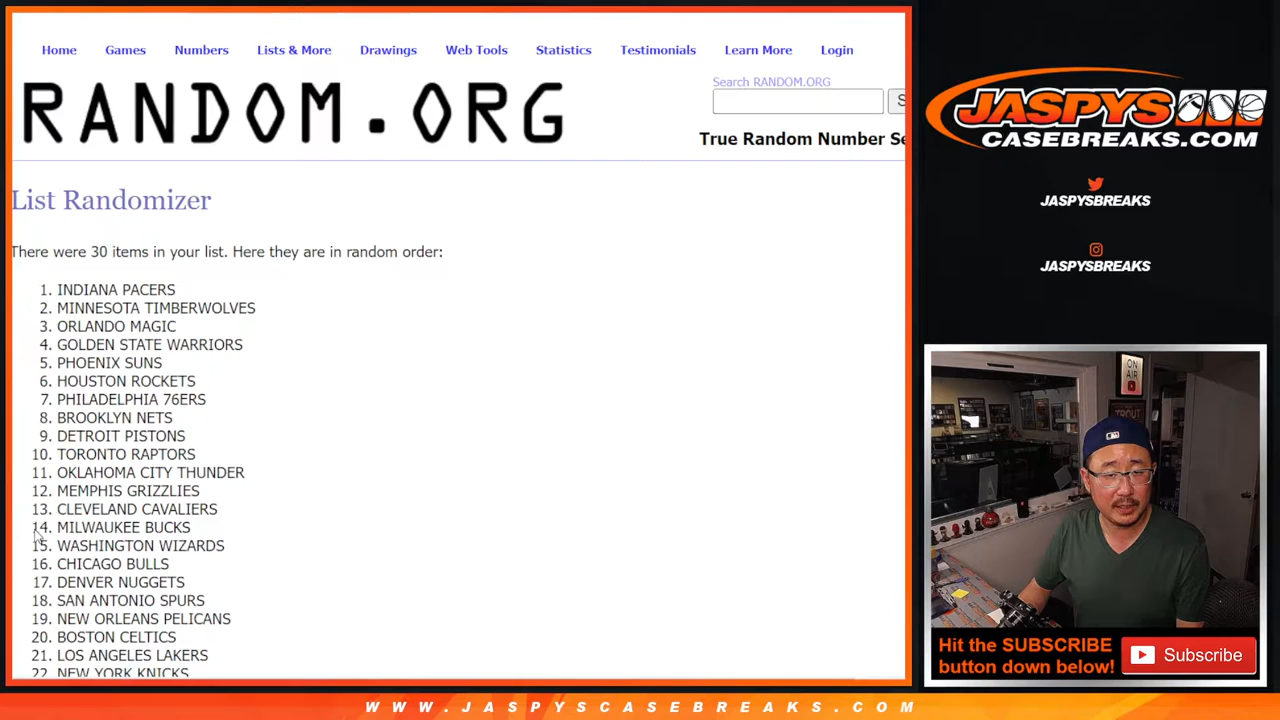 Home Games Numbers Lists & More Drawings Web Tools Statistics Testimonials Learn More Login
RANDOM.ORG
Search RANDOM.ORG
True Random Number Se
List Randomizer
There were 30 items in your list. Here they are in random order:
1. INDIANA PACERS
2. MINNESOTA TIMBERWOLVES
3. ORLANDO MAGIC
4. GOLDEN STATE WARRIORS
5. PHOENIX SUNS
6. HOUSTON ROCKETS
7. PHILADELPHIA 76ERS
8. BROOKLYN NETS
9. DETROIT PISTONS
10. TORONTO RAPTORS
11. OKLAHOMA CITY THUNDER
12. MEMPHIS GRIZZLIES
13. CLEVELAND CAVALIERS
14. MILWAUKEE BUCKS
15. WASHINGTON WIZARDS
16. CHICAGO BULLS
17. DENVER NUGGETS
18. SAN ANTONIO SPURS
19. NEW ORLEANS PELICANS
20. BOSTON CELTICS
21. LOS ANGELES LAKERS
22. NEW YORK KNICKS
JASPYS
CASEBREAKS.COM
JASPYSBREAKS
JASPYSBREAKS
ON AIR
TROUT
Hit the SUBSCRIBE
button down below!
Subscribe
WWW.JASPYSCASEBREAKS.COM